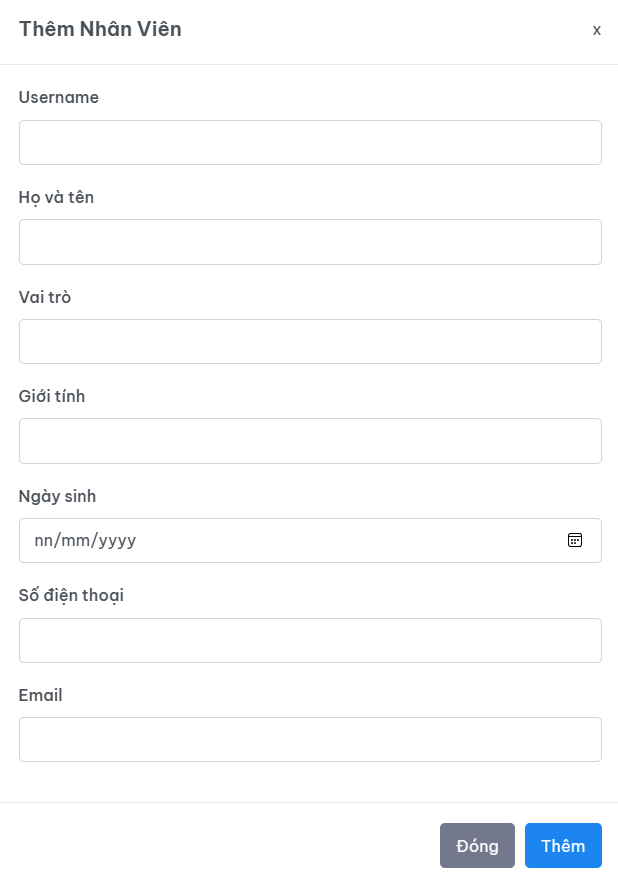 Thêm Nhân Viên
x
Username
Họ và tên
Vai trò
Giới tính
Ngày sinh
nn/mm/yyyy
Số điện thoại
Email
Đóng
Thêm